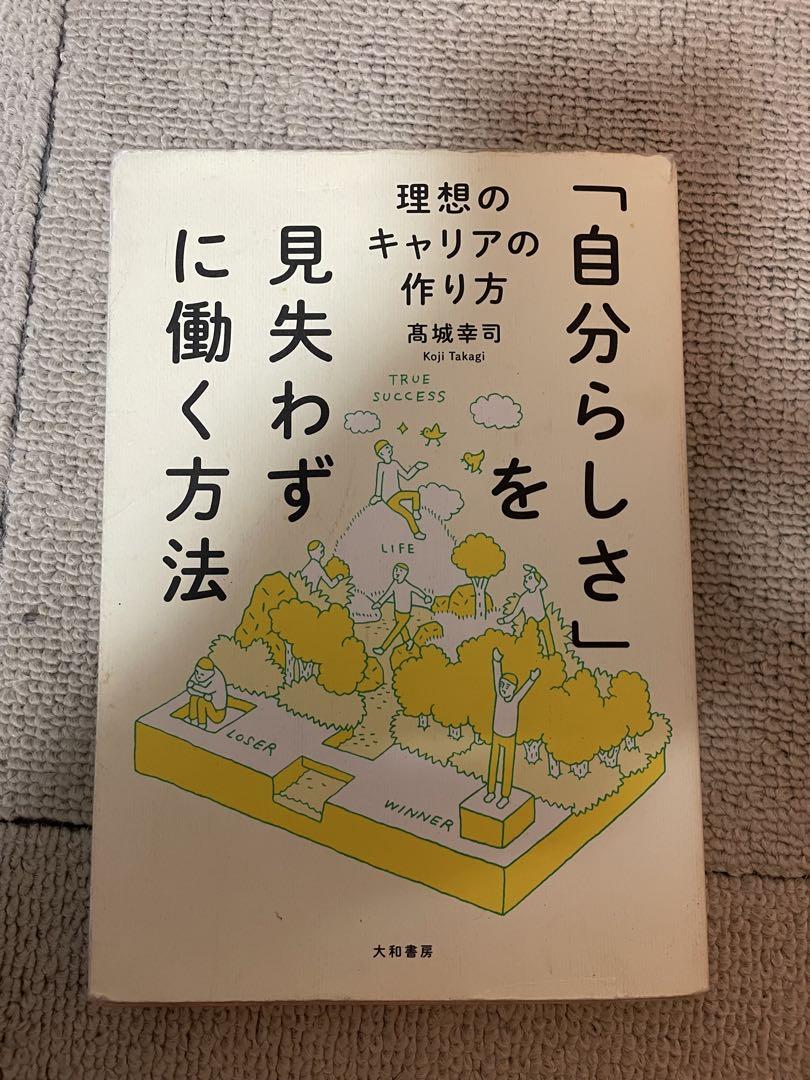 「自分らしさ」
を
見失わず
に働く方法
理想の
キャリアの
作り方
髙城幸司
Koji Takagi
TRUE
SUCCESS
LIFE
LOSER
WINNER
大和書房